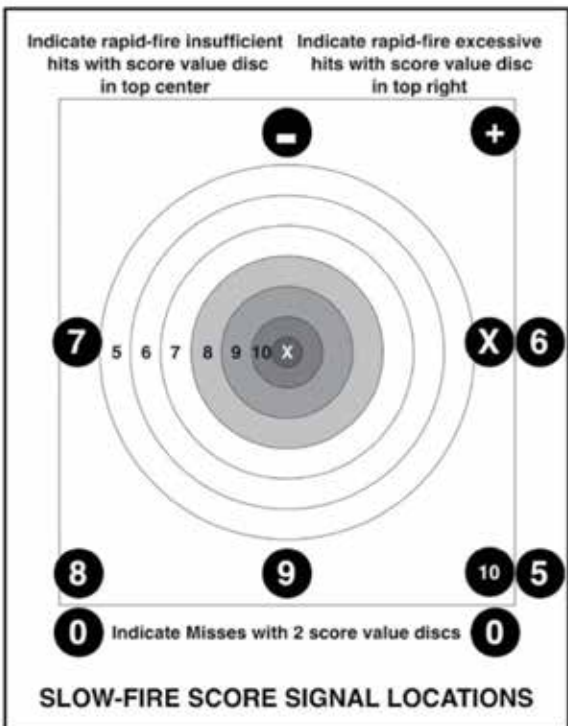 Indicate rapid-fire insufficient
hits with score value disc
in top center
Indicate rapid-fire excessive
hits with score value disc
in top right
-
+
7
5 6 7 8 9 10 X
X
6
8
9
10
5
0
Indicate Misses with 2 score value discs
0
SLOW-FIRE SCORE SIGNAL LOCATIONS